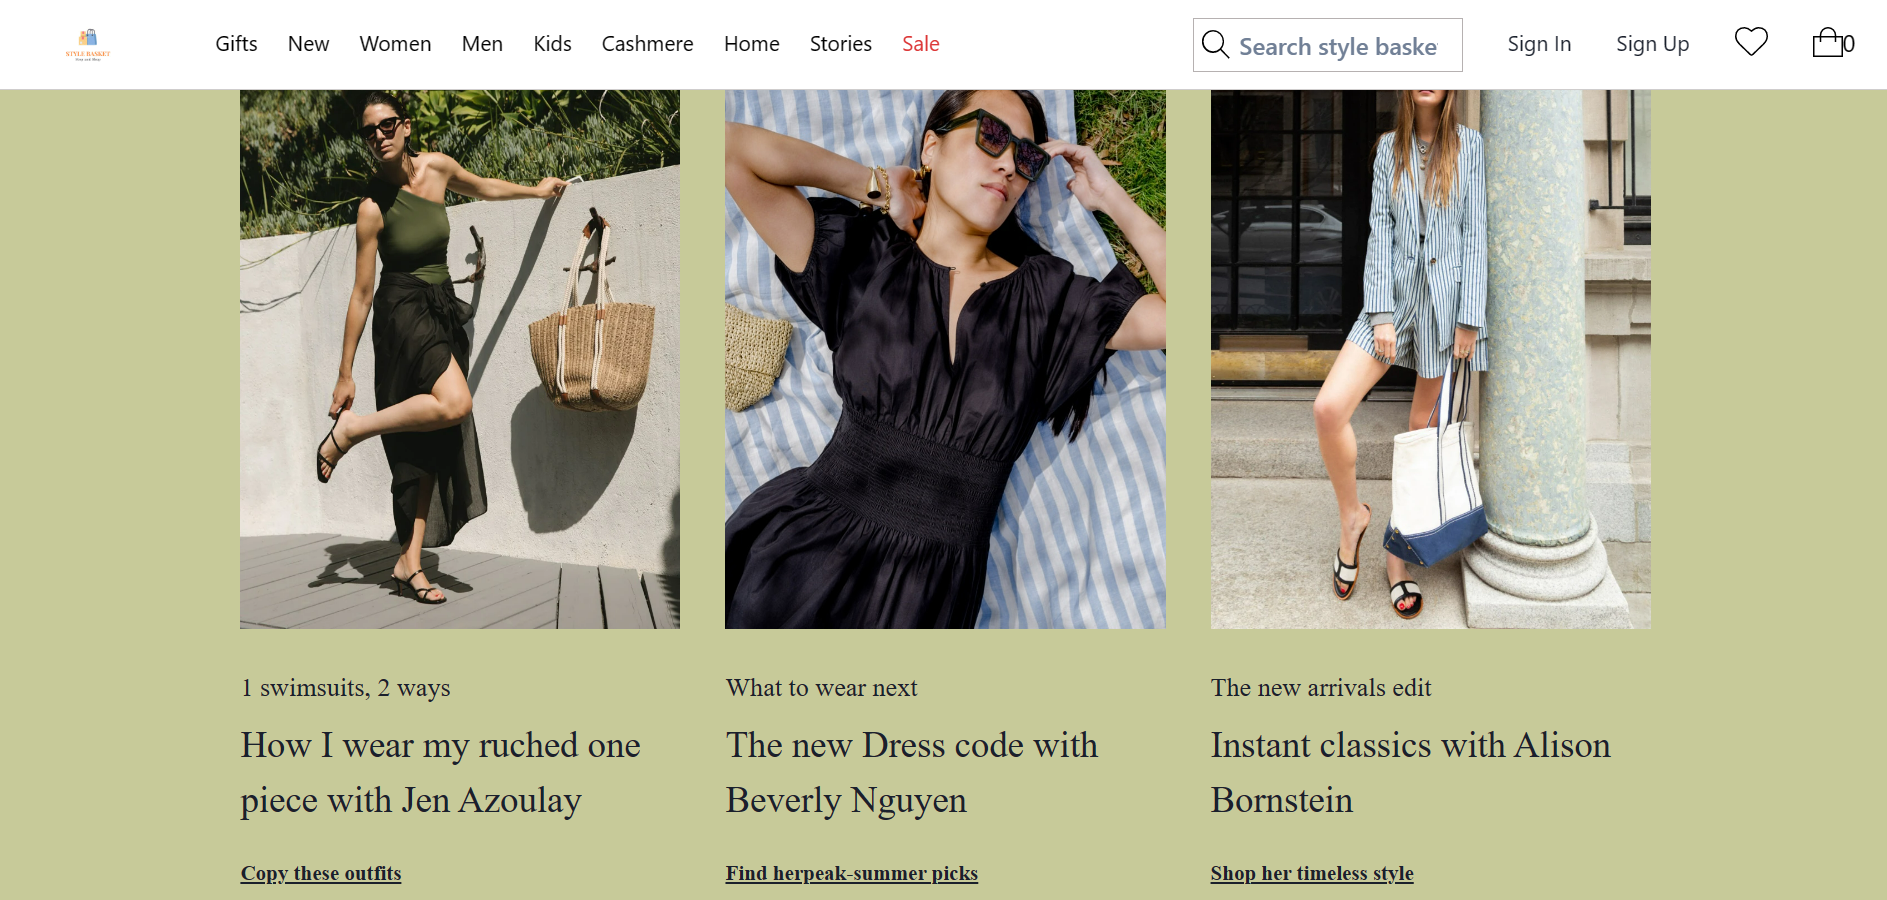 STYLE BASKET
Gifts New Women Men Kids Cashmere Home Stories Sale Search style baske Sign In Sign Up 0
1 swimsuits, 2 ways
How I wear my ruched one
piece with Jen Azoulay
Copy these outfits
What to wear next
The new Dress code with
Beverly Nguyen
Find herpeak-summer picks
The new arrivals edit
Instant classics with Alison
Bornstein
Shop her timeless style